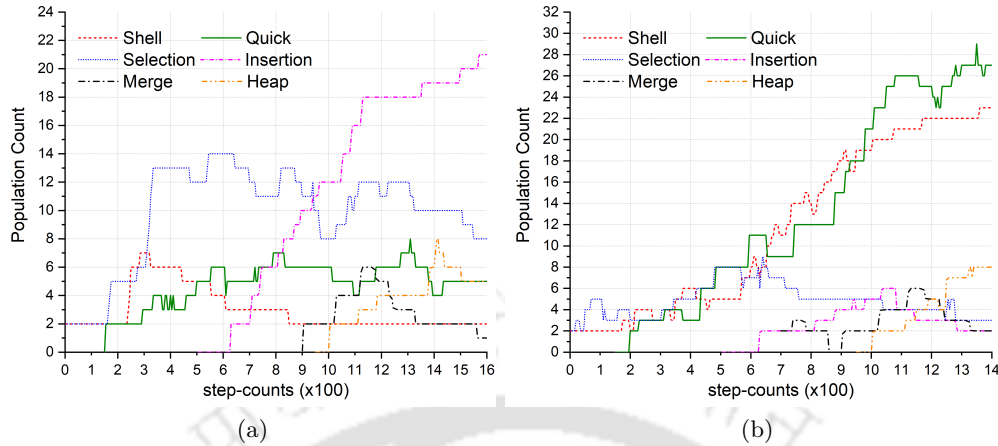 24
22
20
18
16
14
12
10
8
6
4
2
0
Population Count
Shell Quick
Selection Insertion
Merge Heap
0 1 2 3 4 5 6 7 8 9 10 11 12 13 14 15 16
step-counts (x100)
(a)
32
30
28
26
24
22
20
18
16
14
12
10
8
6
4
2
0
Population Count
Shell Quick
Selection Insertion
Merge Heap
0 1 2 3 4 5 6 7 8 9 10 11 12 13 14
step-counts (x100)
(b)